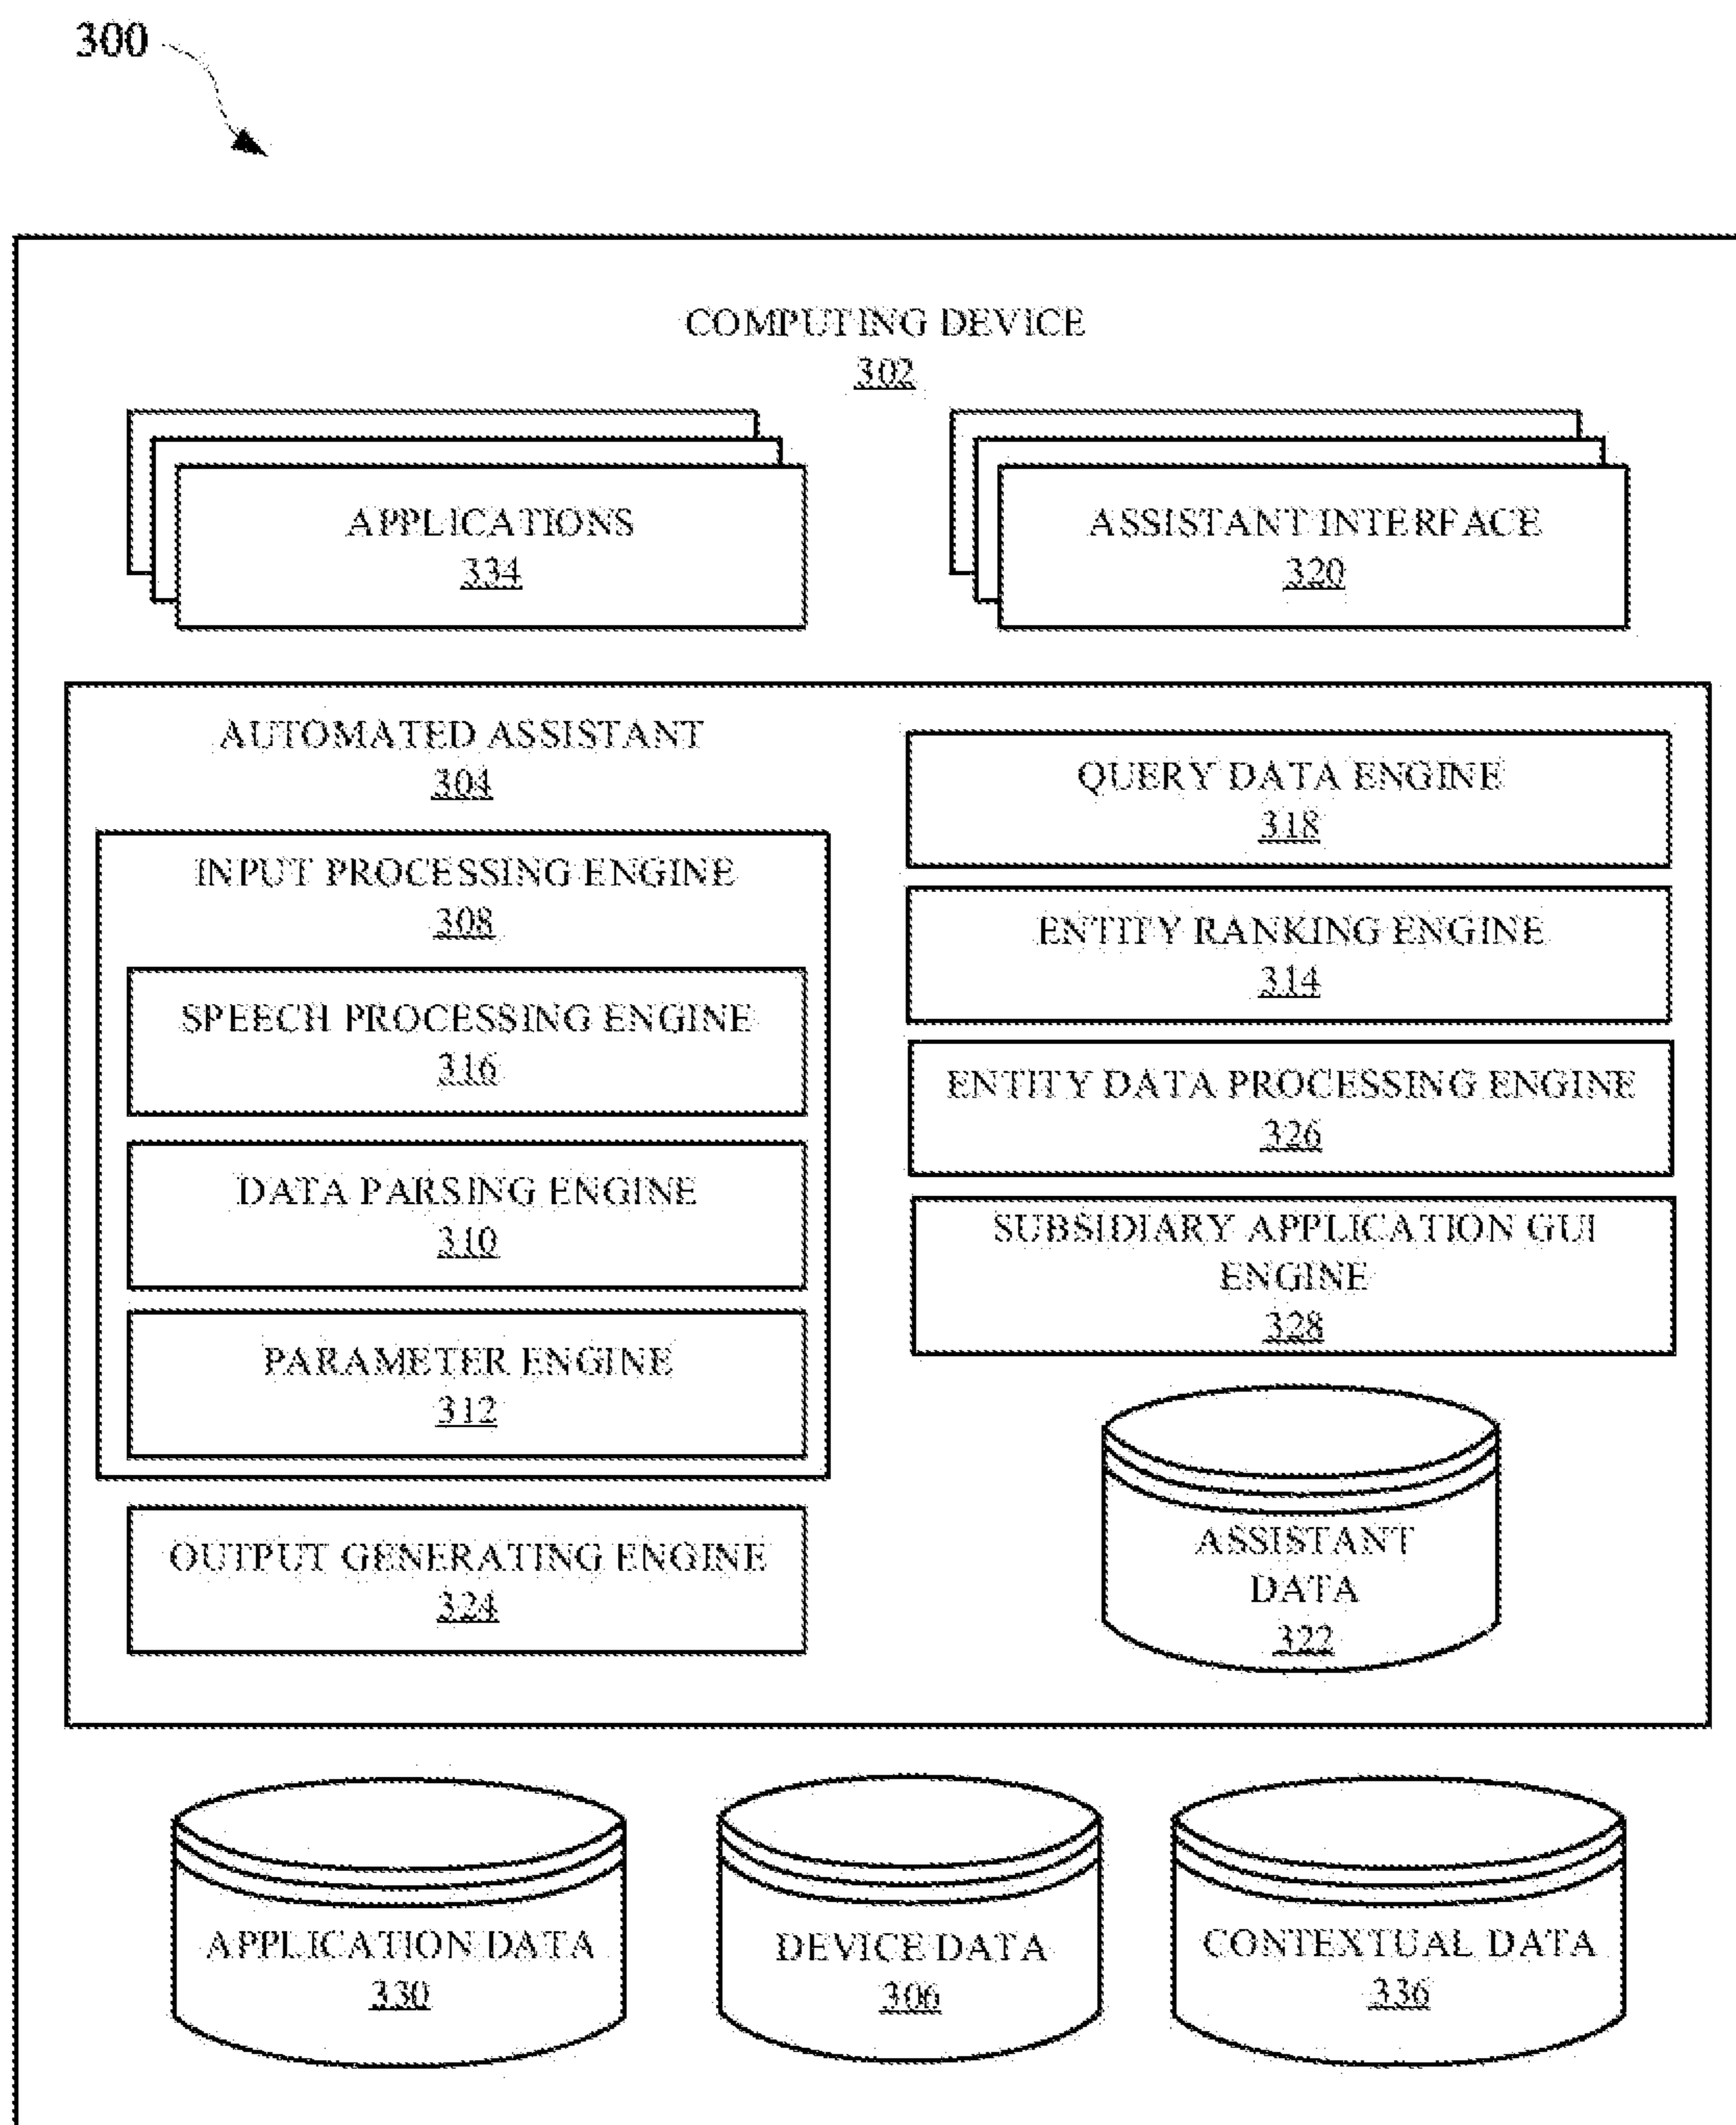 300
COMPUTING DEVICE
302
APPLICATIONS
334
ASSISTANT INTERFACE
320
AUTOMATED ASSISTANT
304
INPUT PROCESSING ENGINE
308
SPEECH PROCESSING ENGINE
316
DATA PARSING ENGINE
310
PARAMETER ENGINE
312
OUTPUT GENERATING ENGINE
324
QUERY DATA ENGINE
318
ENTITY RANKING ENGINE
314
ENTITY DATA PROCESSING ENGINE
326
SUBSIDIARY APPLICATION GUI
ENGINE
328
ASSISTANT
DATA
322
APPLICATION DATA
330
DEVICE DATA
306
CONTEXTUAL DATA
336